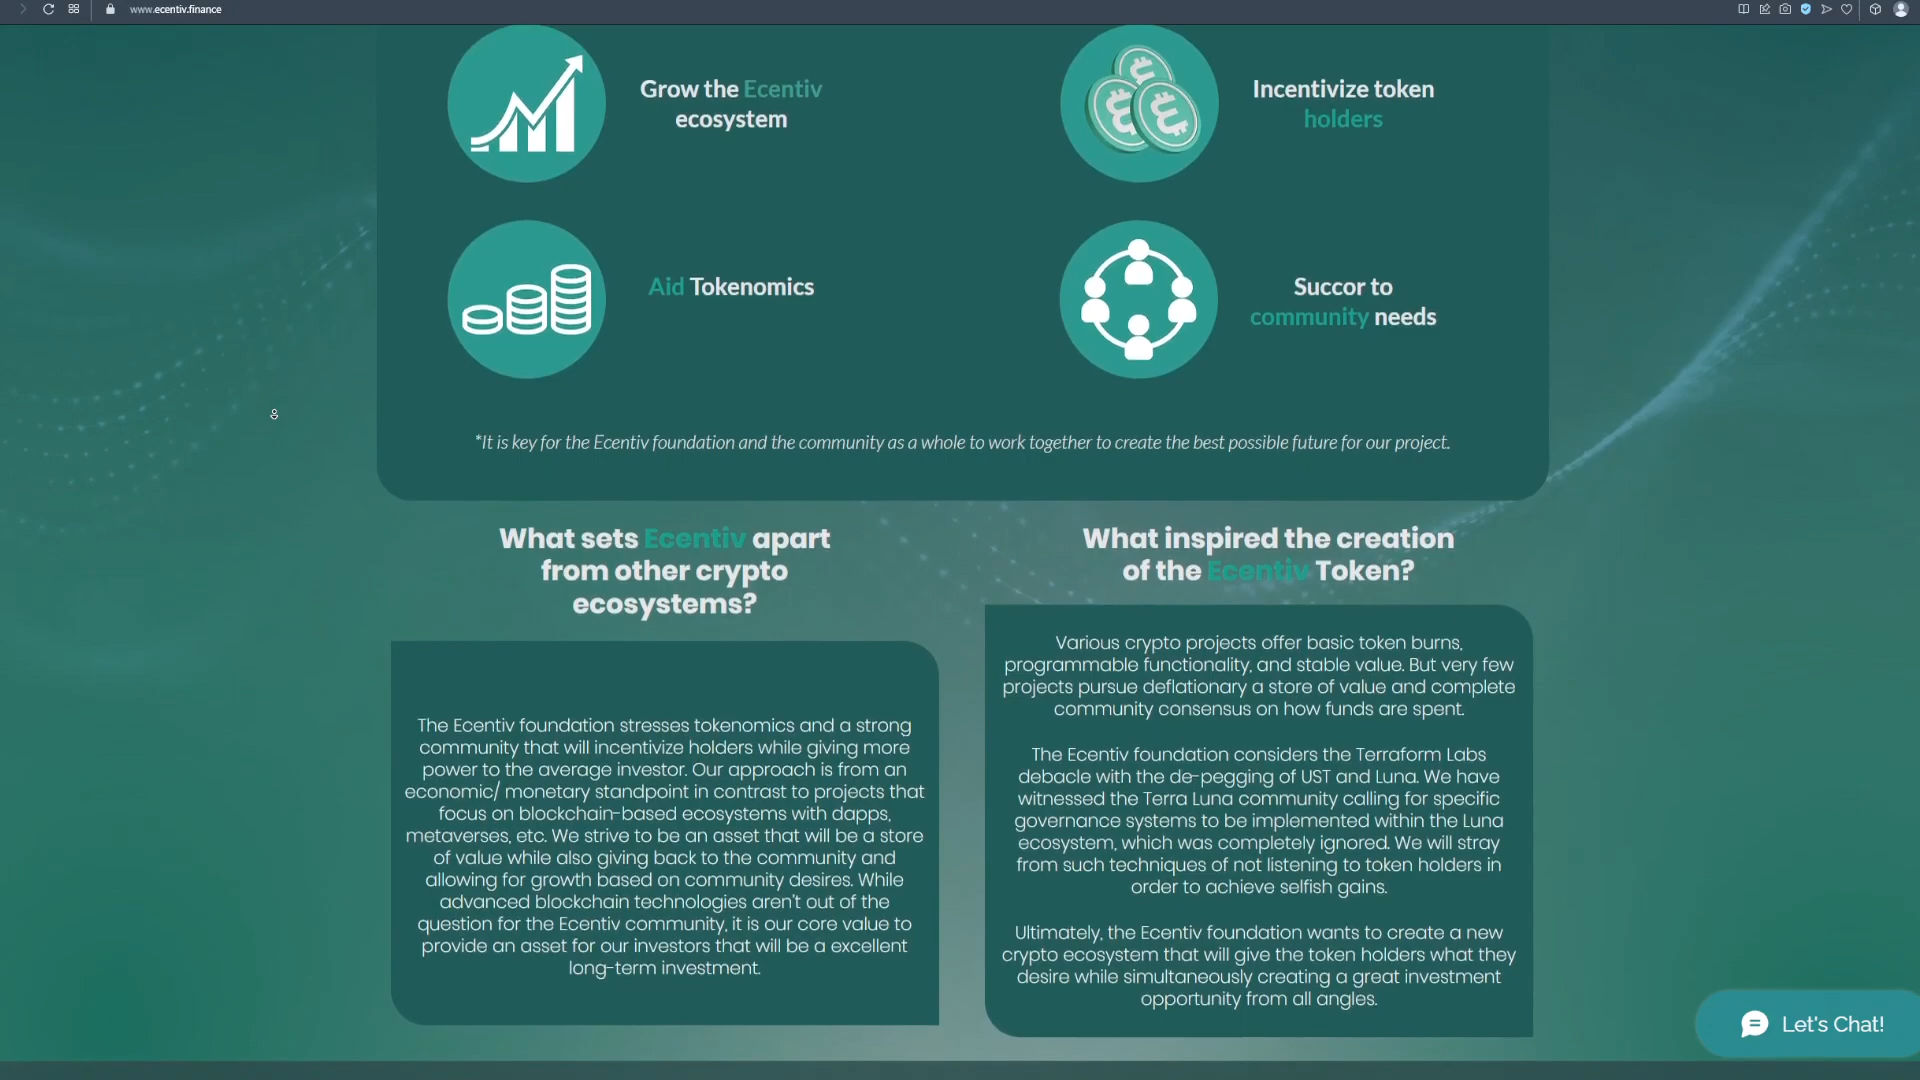 www.ecentiv.finance
Grow the Ecentiv
ecosystem
Incentivize token
holders
Aid Tokenomics
Succor to
community needs
*It is key for the Ecentiv foundation and the community as a whole to work together to create the best possible future for our project.
What sets Ecentiv apart
from other crypto
ecosystems?
The Ecentiv foundation stresses tokenomics and a strong
community that will incentivize holders while giving more
power to the average investor. Our approach is from an
economic/ monetary standpoint in contrast to projects that
focus on blockchain-based ecosystems with dapps,
metaverses, etc. We strive to be an asset that will be a store
of value while also giving back to the community and
allowing for growth based on community desires. While
advanced blockchain technologies aren't out of the
question for the Ecentiv community, it is our core value to
provide an asset for our investors that will be a excellent
long-term investment.
What inspired the creation
of the Ecentiv Token?
Various crypto projects offer basic token burns,
programmable functionality, and stable value. But very few
projects pursue deflationary a store of value and complete
community consensus on how funds are spent.
The Ecentiv foundation considers the Terraform Labs
debacle with the de-pegging of UST and Luna. We have
witnessed the Terra Luna community calling for specific
governance systems to be implemented within the Luna
ecosystem, which was completely ignored. We will stray
from such techniques of not listening to token holders in
order to achieve selfish gains.
Ultimately, the Ecentiv foundation wants to create a new
crypto ecosystem that will give the token holders what they
desire while simultaneously creating a great investment
opportunity from all angles.
Let's Chat!